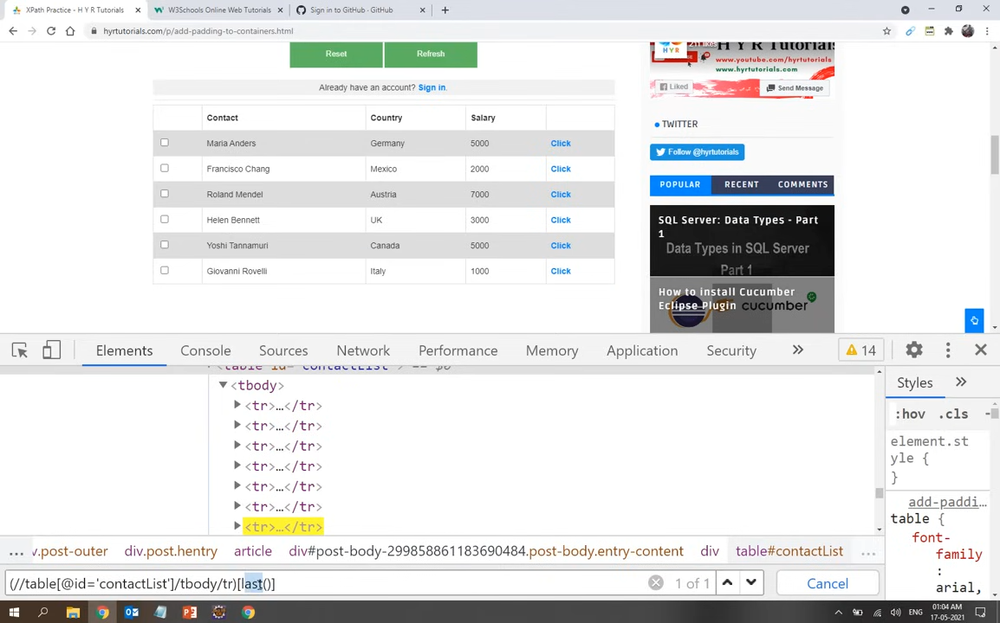 XPath Practice - H Y R Tutorials
W3Schools Online Web Tutorials
Sign in to GitHub · GitHub
hyrtutorials.com/p/add-padding-to-containers.html
Reset
Refresh
Already have an account? Sign in.
Contact Country Salary
Maria Anders Germany 5000 Click
Francisco Chang Mexico 2000 Click
Roland Mendel Austria 7000 Click
Helen Bennett UK 3000 Click
Yoshi Tannamuri Canada 5000 Click
Giovanni Rovelli Italy 1000 Click
HYR
H Y R Tutorials
www.youtube.com/hyrtutorials
www.hyrtutorials.com
Liked
Send Message
TWITTER
Follow @hyrtutorials
POPULAR RECENT COMMENTS
SQL Server: Data Types - Part
1
Data Types in SQL Server
Part 1
How to install Cucumber
Eclipse Plugin
cucumber
Elements Console Sources Network Performance Memory Application Security » 14
<table id="contactList"> == $0
<tbody>
<tr>…</tr>
<tr>…</tr>
<tr>…</tr>
<tr>…</tr>
<tr>…</tr>
<tr>…</tr>
<tr>…</tr>
Styles »
:hov .cls
element.st
yle {
}
add-paddi…
table {
font-
family
:
arial,
… v.post-outer div.post.hentry article div#post-body-299858861183690484.post-body.entry-content div table#contactList …
(//table[@id='contactList']/tbody/tr)[last()]
1 of 1
Cancel
ENG
01:04 AM
17-05-2021